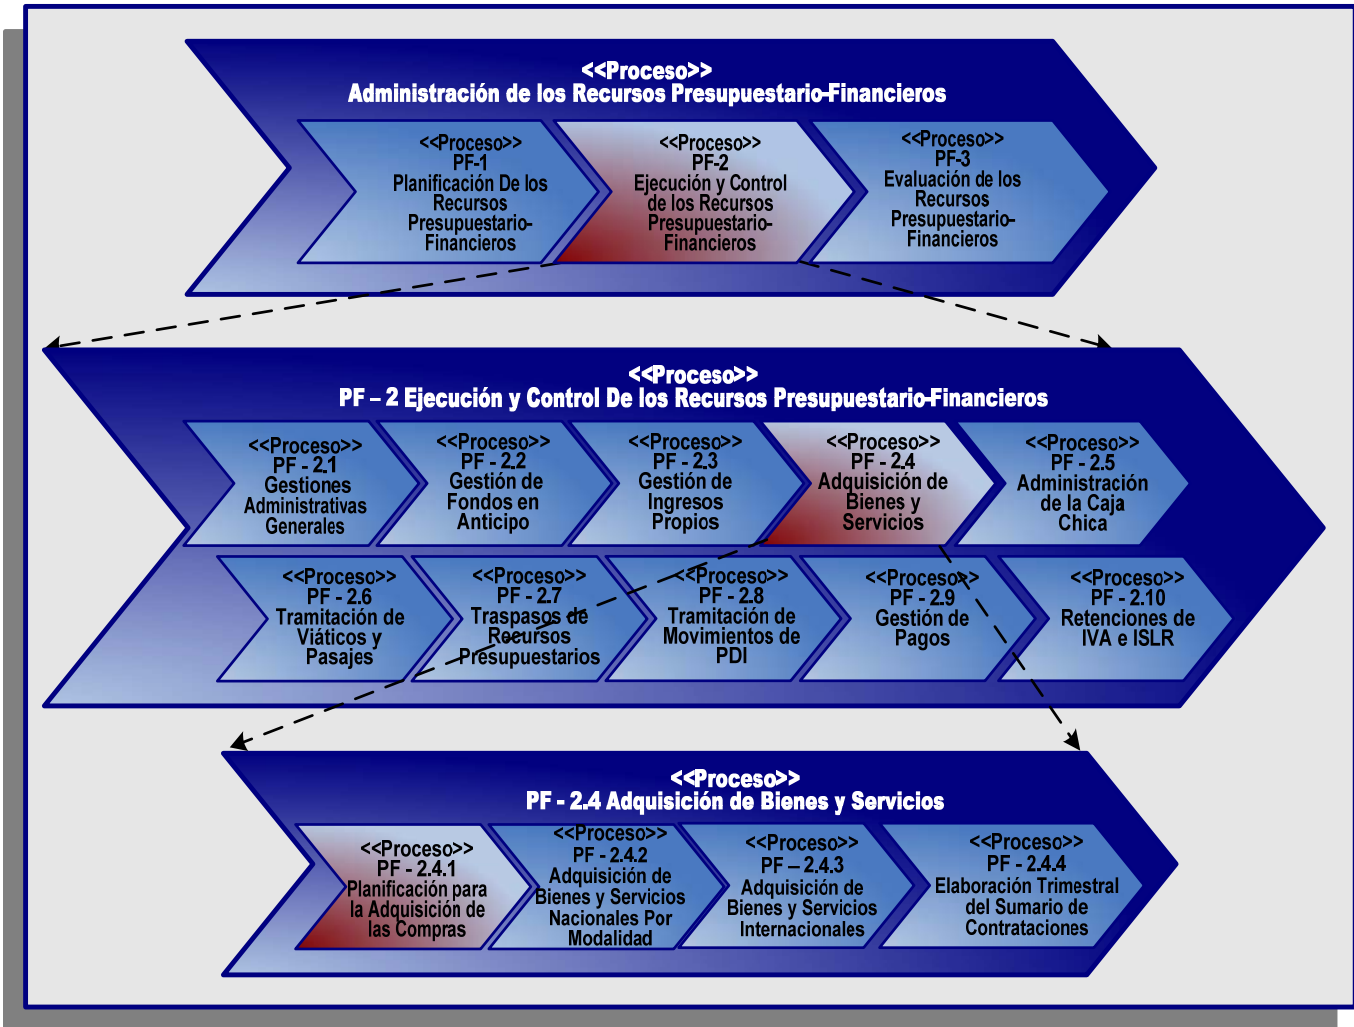 <<Proceso>>
Administración de los Recursos Presupuestario-Financieros
<<Proceso>>
PF-1
Planificación De los
Recursos
Presupuestario-
Financieros
<<Proceso>>
PF-2
Ejecución y Control
de los Recursos
Presupuestario-
Financieros
<<Proceso>>
PF-3
Evaluación de los
Recursos
Presupuestario-
Financieros
<<Proceso>>
PF – 2 Ejecución y Control De los Recursos Presupuestario-Financieros
<<Proceso>>
PF - 2.1
Gestiones
Administrativas
Generales
<<Proceso>>
PF - 2.2
Gestión de
Fondos en
Anticipo
<<Proceso>>
PF - 2.3
Gestión de
Ingresos
Propios
<<Proceso>>
PF - 2.4
Adquisición de
Bienes y
Servicios
<<Proceso>>
PF - 2.5
Administración
de la Caja
Chica
<<Proceso>>
PF - 2.6
Tramitación de
Viáticos y
Pasajes
<<Proceso>>
PF - 2.7
Traspasos de
Recursos
Presupuestarios
<<Proceso>>
PF - 2.8
Tramitación de
Movimientos de
PDI
<<Proceso>>
PF - 2.9
Gestión de
Pagos
<<Proceso>>
PF - 2.10
Retenciones de
IVA e ISLR
<<Proceso>>
PF - 2.4 Adquisición de Bienes y Servicios
<<Proceso>>
PF - 2.4.1
Planificación para
la Adquisición de
las Compras
<<Proceso>>
PF - 2.4.2
Adquisición de
Bienes y Servicios
Nacionales Por
Modalidad
<<Proceso>>
PF – 2.4.3
Adquisición de
Bienes y Servicios
Internacionales
<<Proceso>>
PF - 2.4.4
Elaboración Trimestral
del Sumario de
Contrataciones